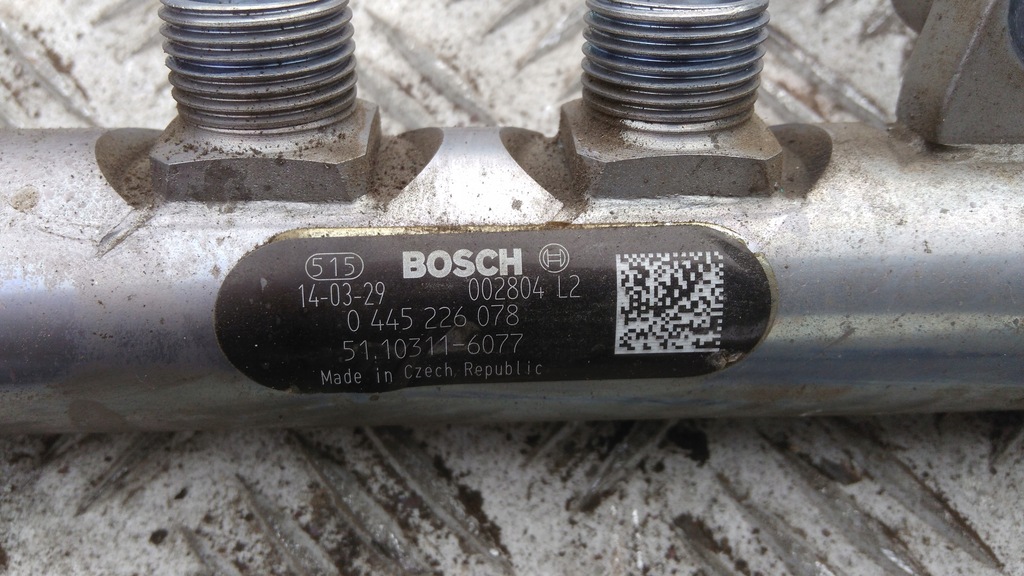 515 BOSCH
14-03-29 002804 L2
0 445 226 078
51.10311-6077
Made in Czech Republic